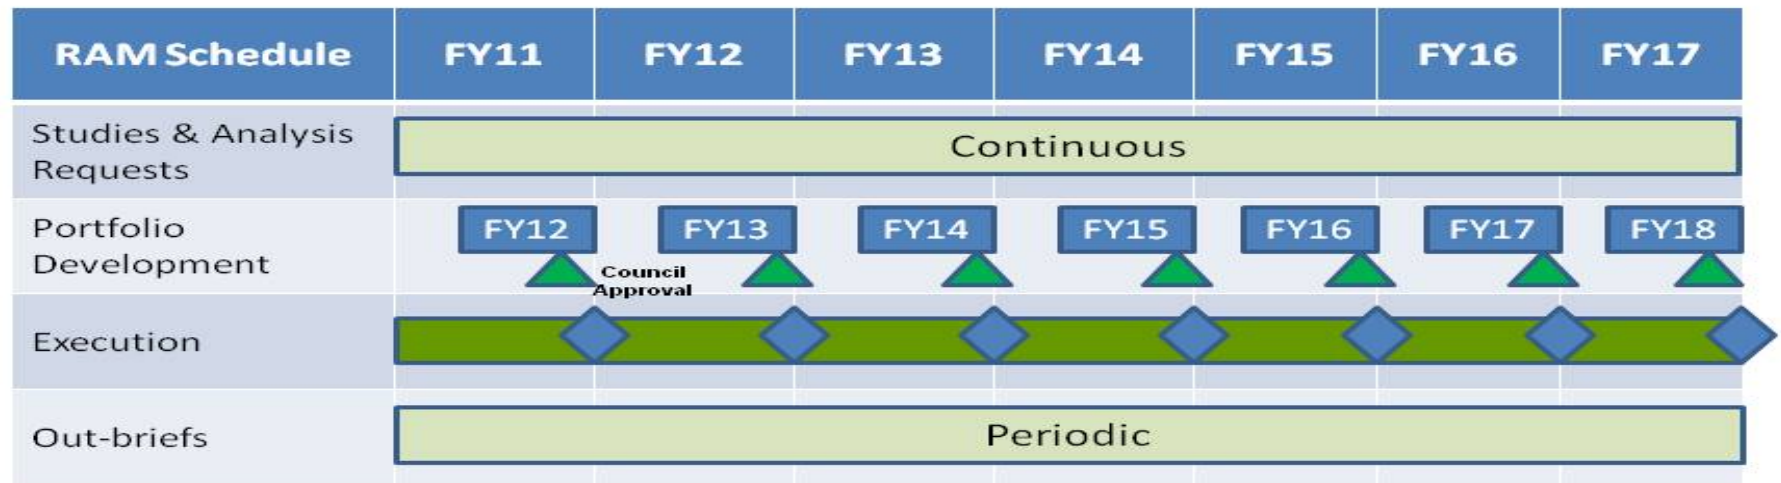 RAM Schedule FY11 FY12 FY13 FY14 FY15 FY16 FY17
Studies & Analysis
Requests
Continuous
Portfolio
Development
FY12 FY13 FY14 FY15 FY16 FY17 FY18
Council
Approval
Execution
Out-briefs
Periodic